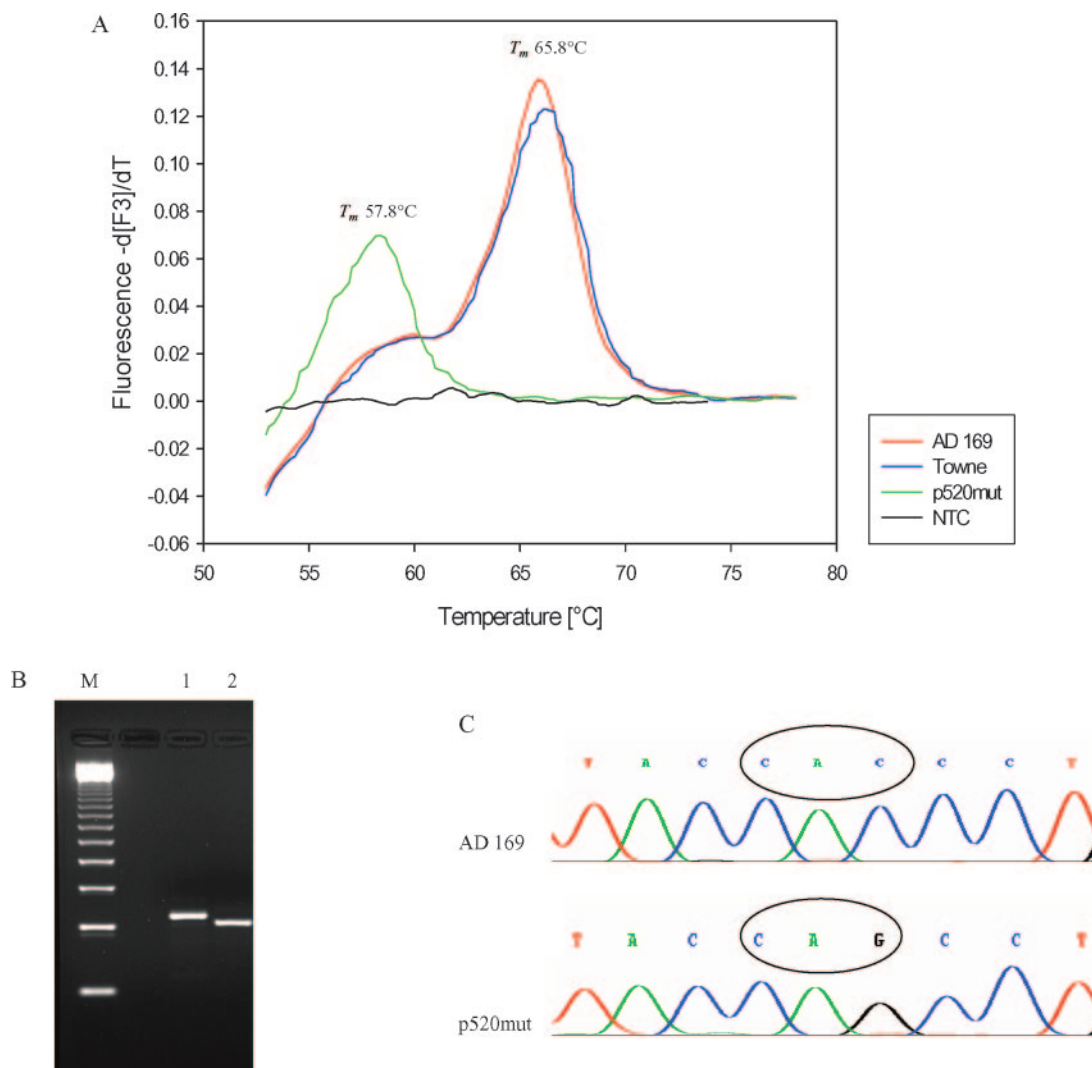 A
Fluorescence -d[F3]/dT
0.16
0.14
0.12
0.10
0.08
0.06
0.04
0.02
0.00
-0.02
-0.04
-0.06
Tm 65.8°C
Tm 57.8°C
50 55 60 65 70 75 80
Temperature [°C]
AD 169
Towne
p520mut
NTC
B
M 1 2
C
T A C C A C C C T
AD 169
T A C C A G C C T
p520mut